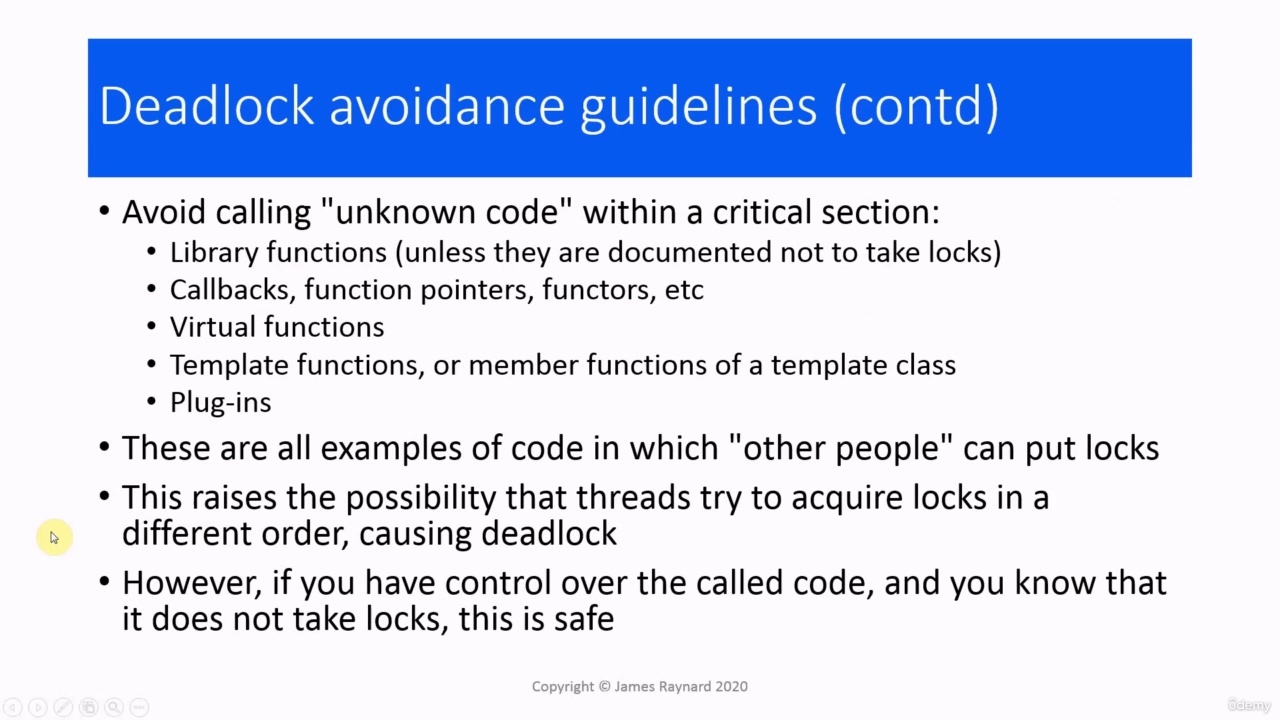 Deadlock avoidance guidelines (contd)
• Avoid calling "unknown code" within a critical section:
• Library functions (unless they are documented not to take locks)
• Callbacks, function pointers, functors, etc
• Virtual functions
• Template functions, or member functions of a template class
• Plug-ins
• These are all examples of code in which "other people" can put locks
• This raises the possibility that threads try to acquire locks in a
different order, causing deadlock
• However, if you have control over the called code, and you know that
it does not take locks, this is safe
Copyright © James Raynard 2020
ûdemy